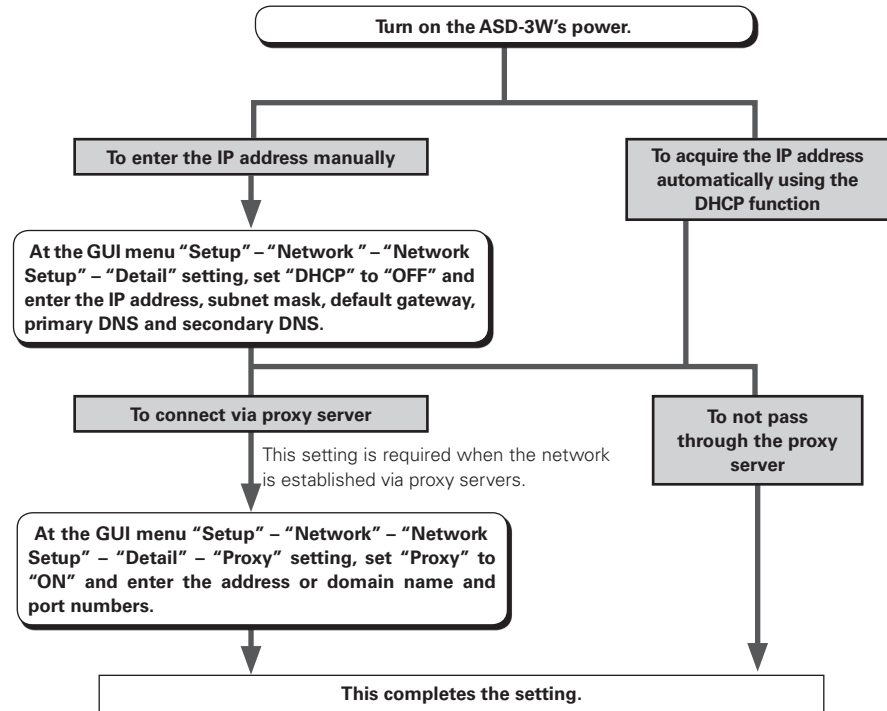 Turn on the ASD-3W's power.
To enter the IP address manually
To acquire the IP address
automatically using the
DHCP function
At the GUI menu “Setup” – “Network ” – “Network
Setup” – “Detail” setting, set “DHCP” to “OFF” and
enter the IP address, subnet mask, default gateway,
primary DNS and secondary DNS.
To connect via proxy server
To not pass
through the proxy
server
This setting is required when the network
is established via proxy servers.
At the GUI menu “Setup” – “Network” – “Network
Setup” – “Detail” – “Proxy” setting, set “Proxy” to
“ON” and enter the address or domain name and
port numbers.
This completes the setting.